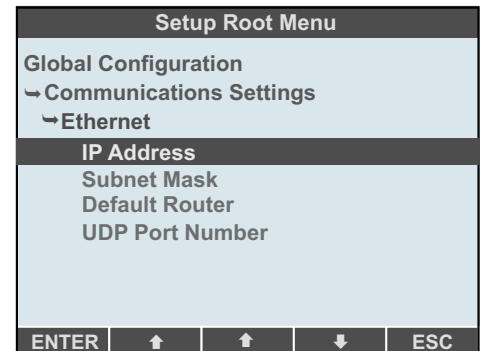 Setup Root Menu
Global Configuration
➥Communications Settings
➥Ethernet
IP Address
Subnet Mask
Default Router
UDP Port Number
ENTER ⬆ ⬆ ⬇ ESC